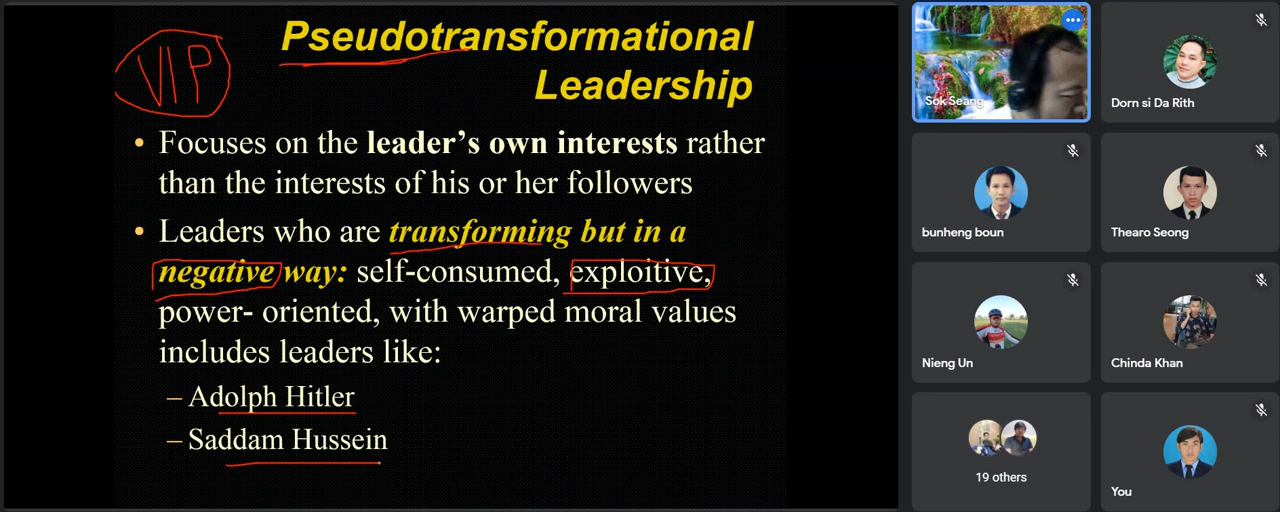 Pseudotransformational
Leadership
VIP
• Focuses on the leader's own interests rather
than the interests of his or her followers
• Leaders who are transforming but in a
negative way: self-consumed, exploitive,
power- oriented, with warped moral values
includes leaders like:
– Adolph Hitler
– Saddam Hussein
Sok Seang
Dorn si Da Rith
bunheng boun
Thearo Seong
Nieng Un
Chinda Khan
19 others
You